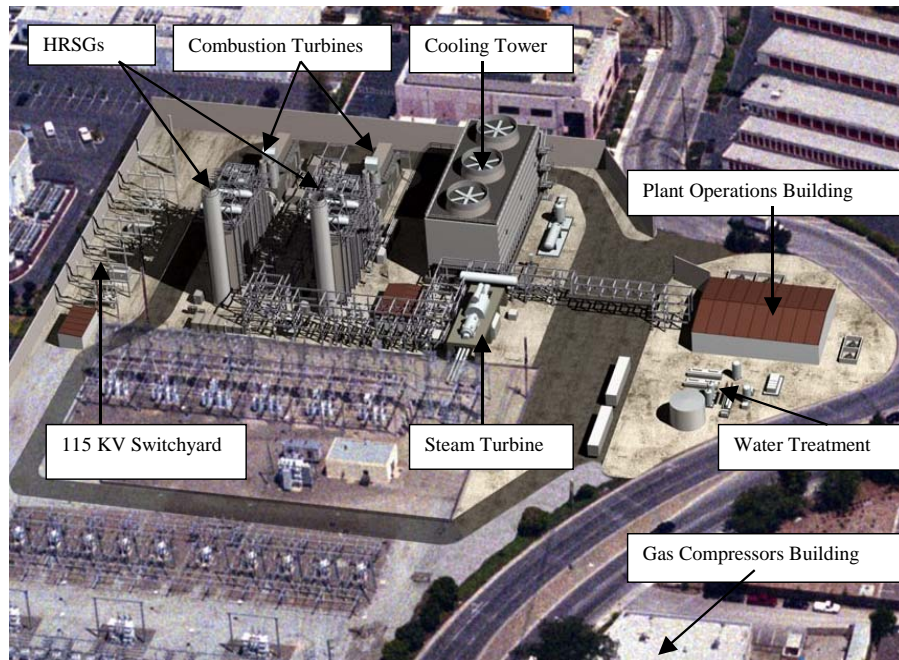 HRSGs
Combustion Turbines
Cooling Tower
Plant Operations Building
115 KV Switchyard
Steam Turbine
Water Treatment
Gas Compressors Building